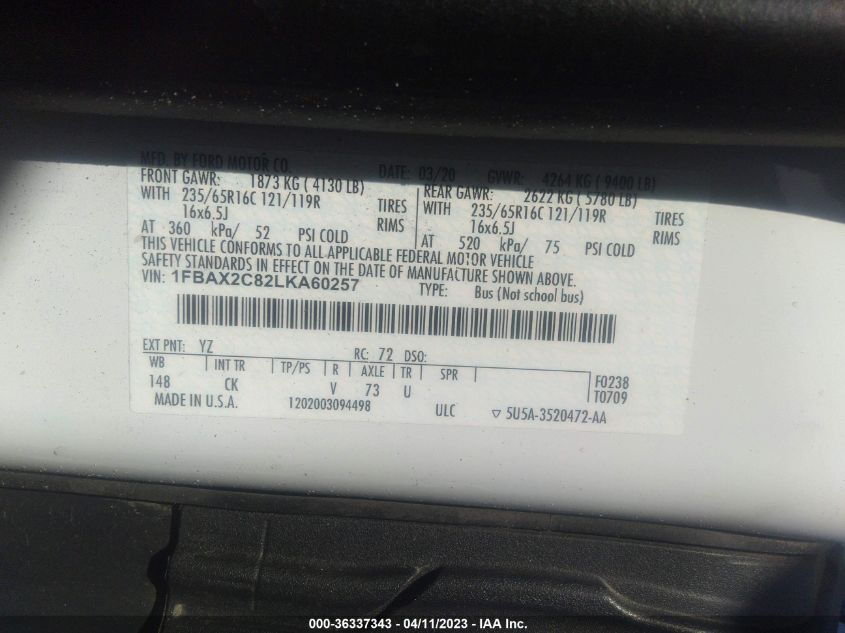 MFD. BY FORD MOTOR CO. DATE: 03/20 GVWR: 4264 KG ( 9400 LB)
FRONT GAWR: 1873 KG ( 4130 LB) REAR GAWR: 2622 KG ( 5780 LB)
WITH 235/65R16C 121/119R TIRES WITH 235/65R16C 121/119R TIRES
16x6.5J RIMS 16x6.5J RIMS
AT 360 kPa/ 52 PSI COLD AT 520 kPa/ 75 PSI COLD
THIS VEHICLE CONFORMS TO ALL APPLICABLE FEDERAL MOTOR VEHICLE
SAFETY STANDARDS IN EFFECT ON THE DATE OF MANUFACTURE SHOWN ABOVE.
VIN: 1FBAX2C82LKA60257 TYPE: Bus (Not school bus)
EXT PNT: YZ RC: 72 DSO:
WB INT TR TP/PS R AXLE TR SPR F0238
148 CK V 73 U T0709
MADE IN U.S.A. 1202003094498 ULC ▽ 5U5A-3520472-AA
000-36337343 - 04/11/2023 - IAA Inc.